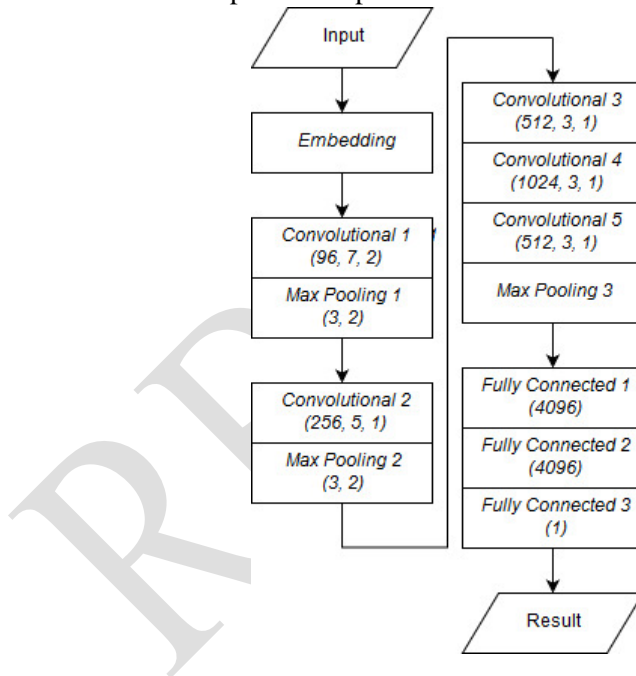 Input
Embedding
Convolutional 1
(96, 7, 2)
Max Pooling 1
(3, 2)
Convolutional 2
(256, 5, 1)
Max Pooling 2
(3, 2)
Convolutional 3
(512, 3, 1)
Convolutional 4
(1024, 3, 1)
Convolutional 5
(512, 3, 1)
Max Pooling 3
Fully Connected 1
(4096)
Fully Connected 2
(4096)
Fully Connected 3
(1)
Result